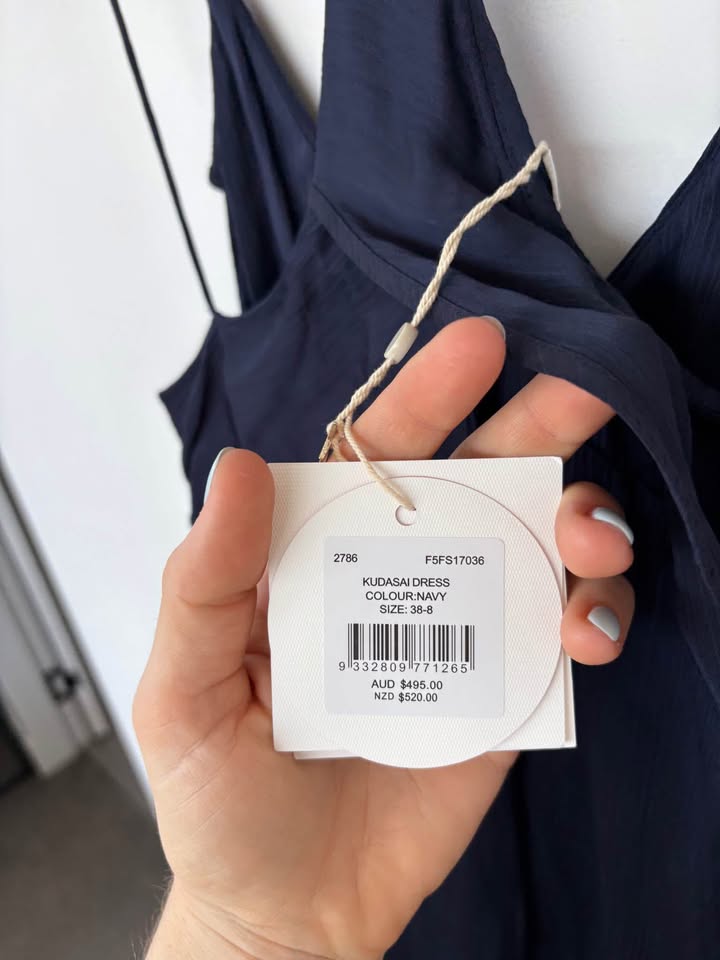 2786 F5FS17036
KUDASAI DRESS
COLOUR:NAVY
SIZE: 38-8
9 332809 771265
AUD $495.00
NZD $520.00